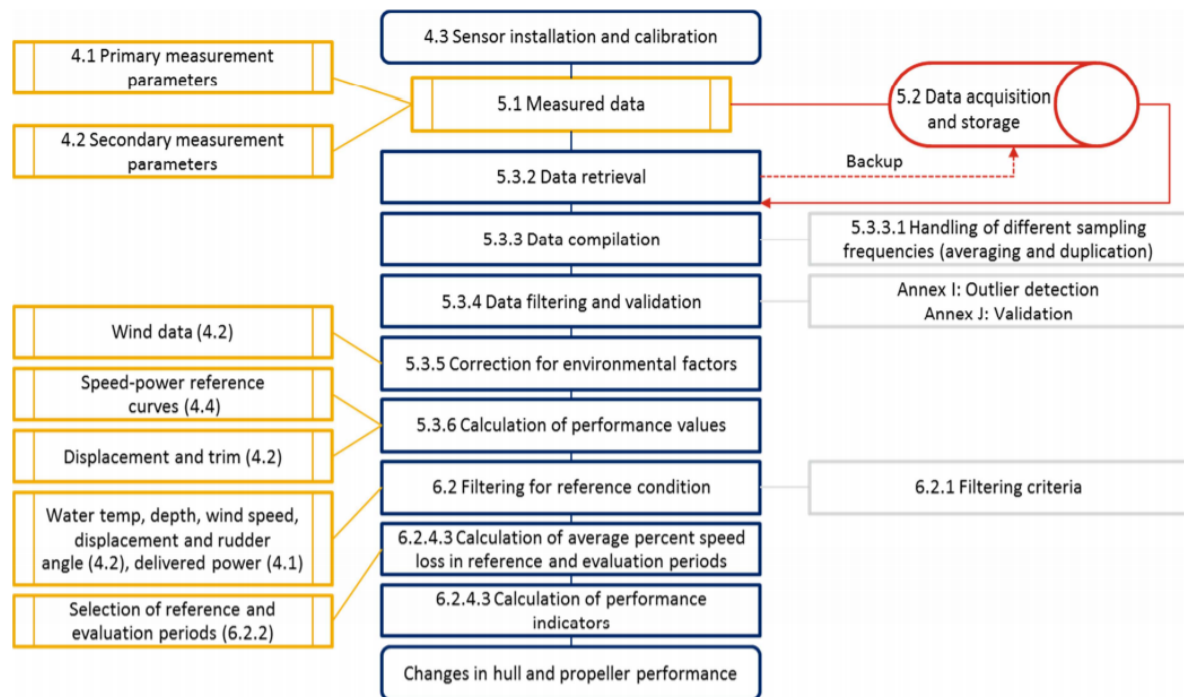 4.3 Sensor installation and calibration
4.1 Primary measurement
parameters
5.1 Measured data
5.2 Data acquisition
and storage
4.2 Secondary measurement
parameters
Backup
5.3.2 Data retrieval
5.3.3 Data compilation
5.3.3.1 Handling of different sampling
frequencies (averaging and duplication)
5.3.4 Data filtering and validation
Annex I: Outlier detection
Annex J: Validation
Wind data (4.2)
5.3.5 Correction for environmental factors
Speed-power reference
curves (4.4)
5.3.6 Calculation of performance values
Displacement and trim (4.2)
6.2 Filtering for reference condition
6.2.1 Filtering criteria
Water temp, depth, wind speed,
displacement and rudder
angle (4.2), delivered power (4.1)
6.2.4.3 Calculation of average percent speed
loss in reference and evaluation periods
Selection of reference and
evaluation periods (6.2.2)
6.2.4.3 Calculation of performance
indicators
Changes in hull and propeller performance